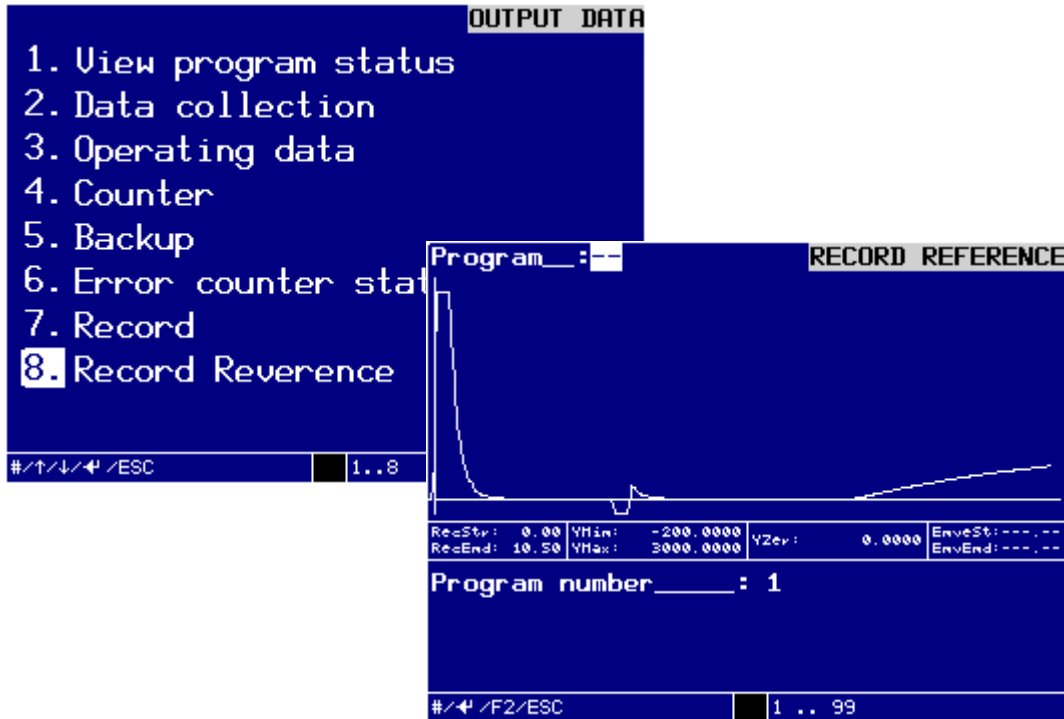 OUTPUT DATA
1. View program status
2. Data collection
3. Operating data
4. Counter
5. Backup
6. Error counter stat
7. Record
8. Record Reverence
#/↑/↓/↵/ESC 1..8
Program__:-- RECORD REFERENCE
RecStr: 0.00 YMin: -200.0000 YZer: 0.0000 EnveSt:---.--
RecEnd: 10.50 YMax: 3000.0000 EnvEnd:---.--
Program number_____: 1
#/↵/F2/ESC 1 .. 99